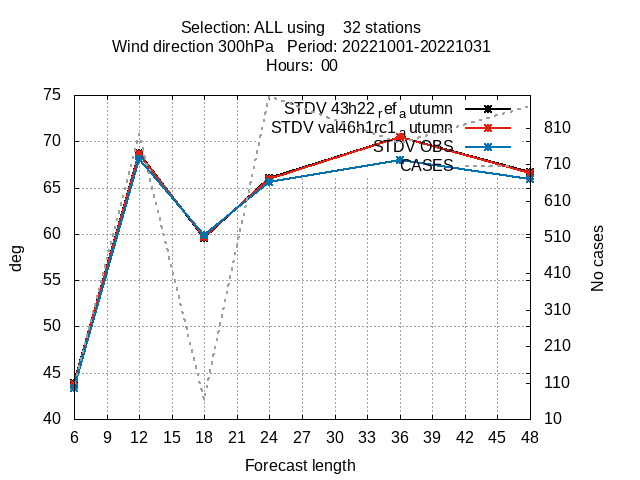 Selection: ALL using 32 stations
Wind direction 300hPa Period: 20221001-20221031
Hours: 00
STDV 43h22ᵣefₐutumn
STDV val46h1rc1ₐutumn
STDV OBS
CASES
75
70
65
60
55
50
45
40
810
710
610
510
410
310
210
110
10
deg
No cases
6 9 12 15 18 21 24 27 30 33 36 39 42 45 48
Forecast length